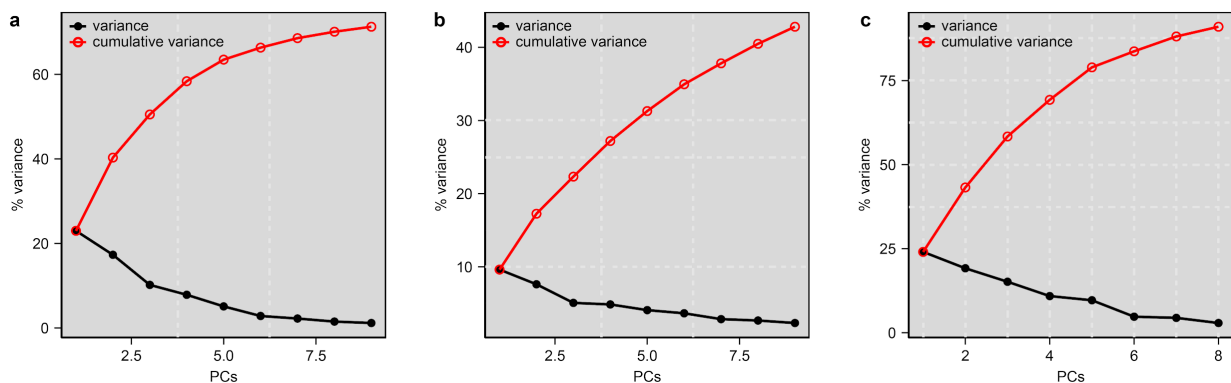 a
variance
cumulative variance
% variance
60
40
20
0
2.5 5.0 7.5
PCs
b
variance
cumulative variance
% variance
40
30
20
10
2.5 5.0 7.5
PCs
c
variance
cumulative variance
% variance
75
50
25
0
2 4 6 8
PCs